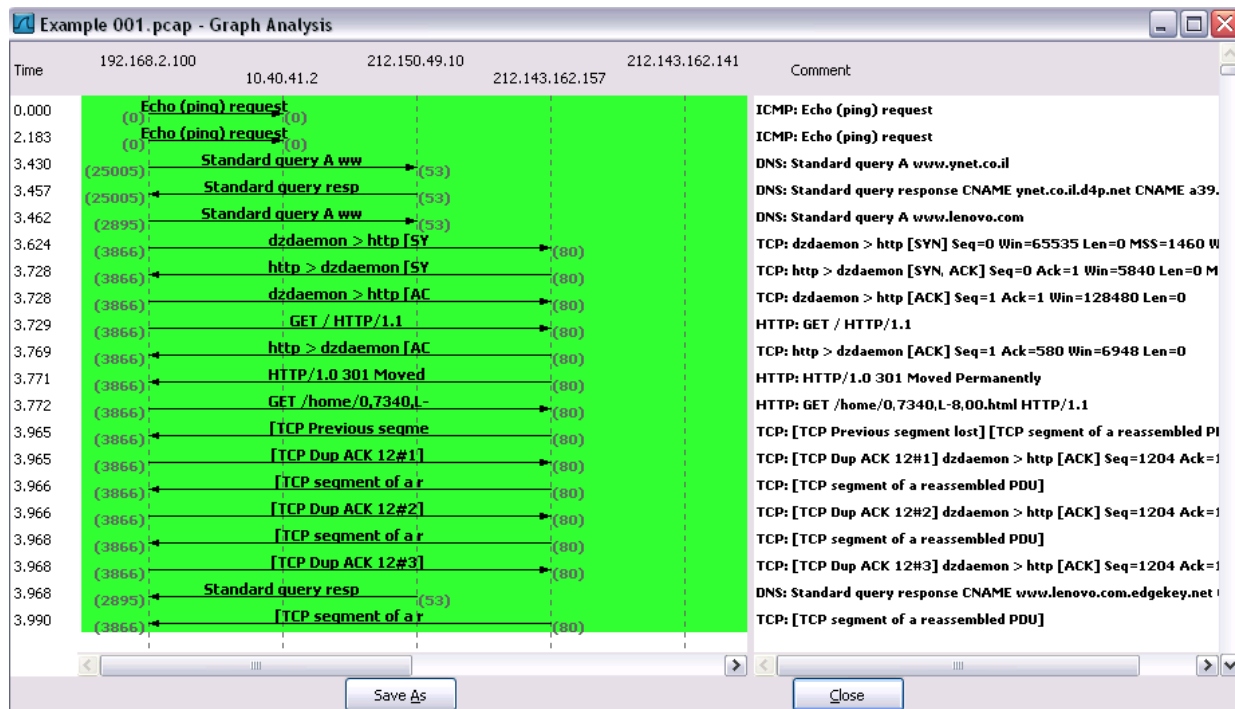 Example 001.pcap - Graph Analysis
Time 192.168.2.100 10.40.41.2 212.150.49.10 212.143.162.157 212.143.162.141 Comment
0.000 Echo (ping) request (0) (0) ICMP: Echo (ping) request
2.183 Echo (ping) request (0) (0) ICMP: Echo (ping) request
3.430 Standard query A ww (25005) (53) DNS: Standard query A www.ynet.co.il
3.457 Standard query resp (25005) (53) DNS: Standard query response CNAME ynet.co.il.d4p.net CNAME a39.
3.462 Standard query A ww (2895) (53) DNS: Standard query A www.lenovo.com
3.624 dzdaemon > http [SY (3866) (80) TCP: dzdaemon > http [SYN] Seq=0 Win=65535 Len=0 MSS=1460 W
3.728 http > dzdaemon [SY (3866) (80) TCP: http > dzdaemon [SYN, ACK] Seq=0 Ack=1 Win=5840 Len=0 M
3.728 dzdaemon > http [AC (3866) (80) TCP: dzdaemon > http [ACK] Seq=1 Ack=1 Win=128480 Len=0
3.729 GET / HTTP/1.1 (3866) (80) HTTP: GET / HTTP/1.1
3.769 http > dzdaemon [AC (3866) (80) TCP: http > dzdaemon [ACK] Seq=1 Ack=580 Win=6948 Len=0
3.771 HTTP/1.0 301 Moved (3866) (80) HTTP: HTTP/1.0 301 Moved Permanently
3.772 GET /home/0,7340,L- (3866) (80) HTTP: GET /home/0,7340,L-8,00.html HTTP/1.1
3.965 [TCP Previous segme (3866) (80) TCP: [TCP Previous segment lost] [TCP segment of a reassembled PD
3.965 [TCP Dup ACK 12#1] (3866) (80) TCP: [TCP Dup ACK 12#1] dzdaemon > http [ACK] Seq=1204 Ack=1
3.966 [TCP segment of a r (3866) (80) TCP: [TCP segment of a reassembled PDU]
3.966 [TCP Dup ACK 12#2] (3866) (80) TCP: [TCP Dup ACK 12#2] dzdaemon > http [ACK] Seq=1204 Ack=1
3.968 [TCP segment of a r (3866) (80) TCP: [TCP segment of a reassembled PDU]
3.968 [TCP Dup ACK 12#3] (3866) (80) TCP: [TCP Dup ACK 12#3] dzdaemon > http [ACK] Seq=1204 Ack=1
3.968 Standard query resp (2895) (53) DNS: Standard query response CNAME www.lenovo.com.edgekey.net
3.990 [TCP segment of a r (3866) (80) TCP: [TCP segment of a reassembled PDU]
Save As Close